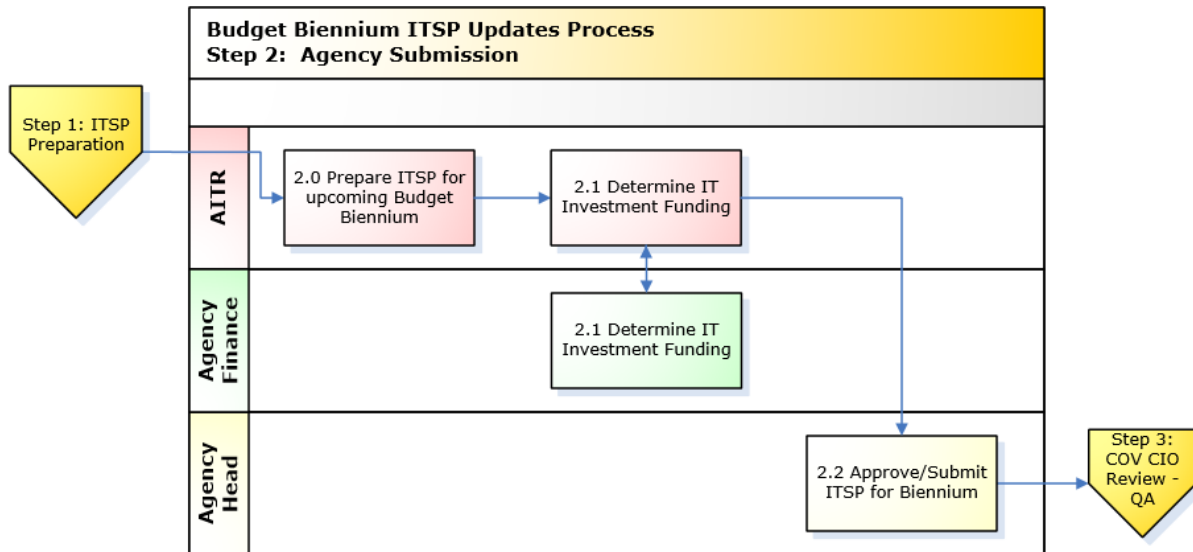 Budget Biennium ITSP Updates Process
Step 2: Agency Submission
Step 1: ITSP
Preparation
AITR
2.0 Prepare ITSP for
upcoming Budget
Biennium
2.1 Determine IT
Investment Funding
Agency
Finance
2.1 Determine IT
Investment Funding
Agency
Head
2.2 Approve/Submit
ITSP for Biennium
Step 3:
COV CIO
Review -
QA